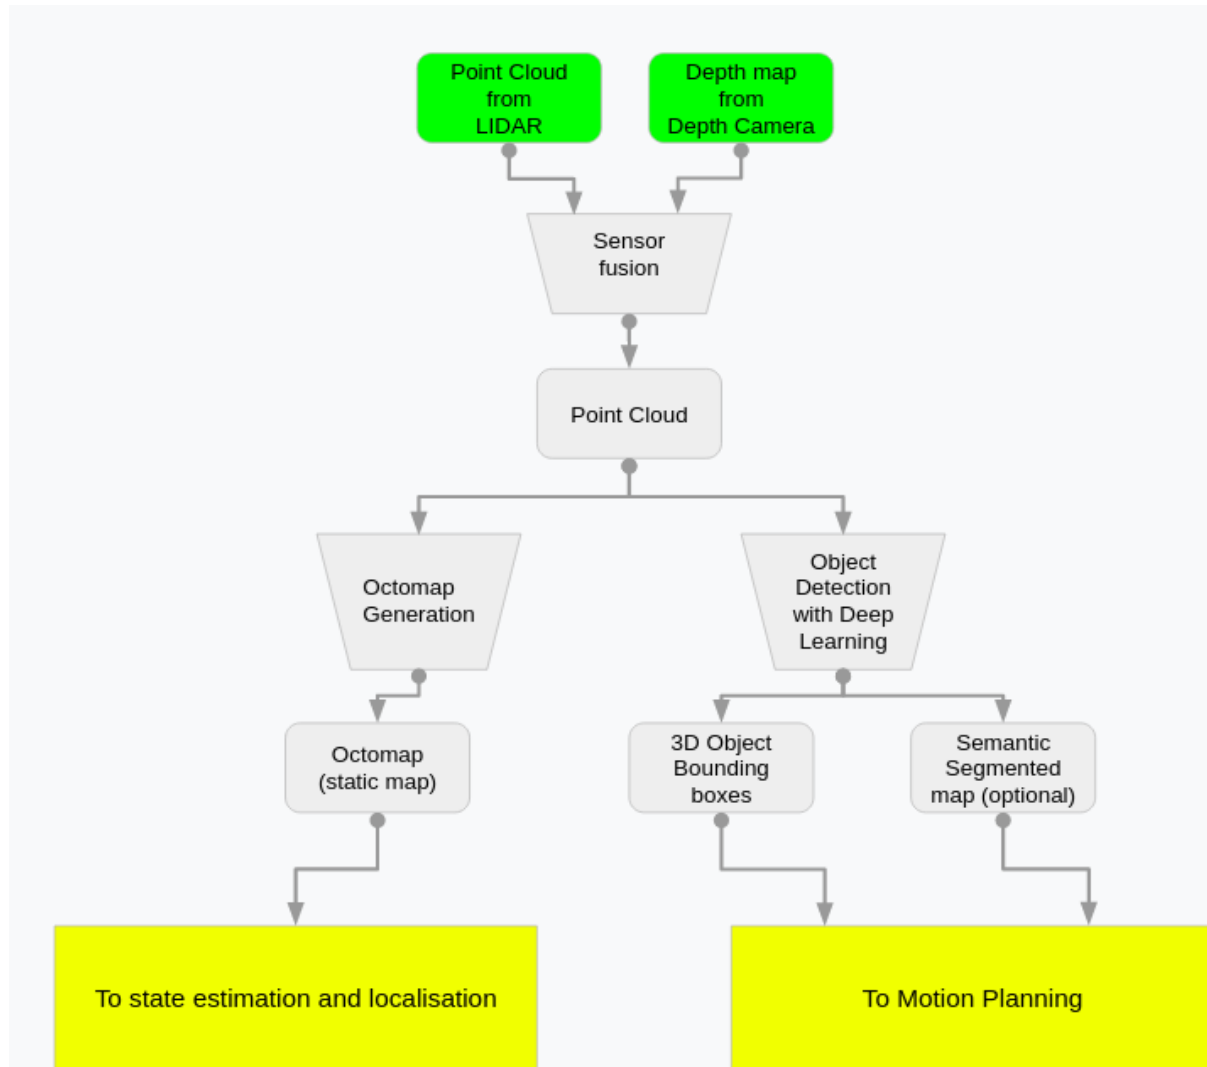 Point Cloud
from
LIDAR
Depth map
from
Depth Camera
Sensor
fusion
Point Cloud
Octomap
Generation
Object
Detection
with Deep
Learning
Octomap
(static map)
3D Object
Bounding
boxes
Semantic
Segmented
map (optional)
To state estimation and localisation
To Motion Planning